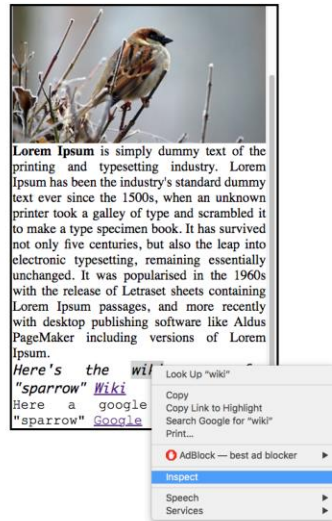 Lorem Ipsum is simply dummy text of the
printing and typesetting industry. Lorem
Ipsum has been the industry's standard dummy
text ever since the 1500s, when an unknown
printer took a galley of type and scrambled it
to make a type specimen book. It has survived
not only five centuries, but also the leap into
electronic typesetting, remaining essentially
unchanged. It was popularised in the 1960s
with the release of Letraset sheets containing
Lorem Ipsum passages, and more recently
with desktop publishing software like Aldus
PageMaker including versions of Lorem
Ipsum.
Here's the
"sparrow" Wiki
Here a google
"sparrow" Google
Look Up "wiki"
Copy
Copy Link to Highlight
Search Google for "wiki"
Print...
AdBlock — best ad blocker
Inspect
Speech
Services